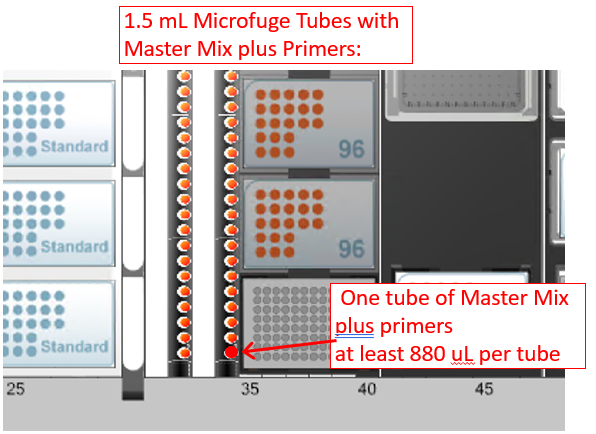 1.5 mL Microfuge Tubes with
Master Mix plus Primers:
Standard
96
Standard
96
Standard
One tube of Master Mix
plus primers
at least 880 uL per tube
25
35
40
45